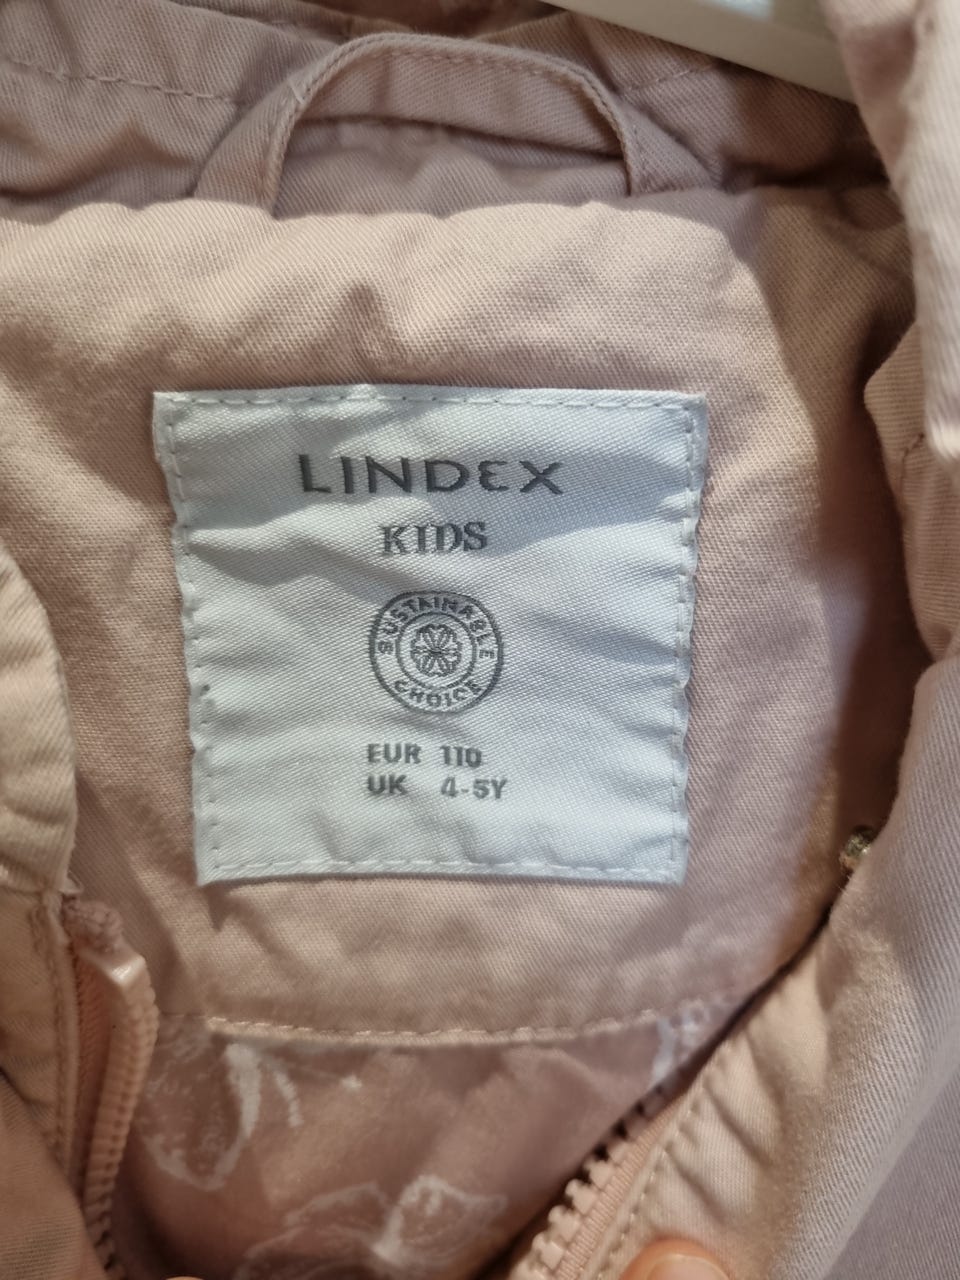 LINDEX
KIDS
SUSTAINABLE
CHOICE
EUR 110
UK 4-5Y